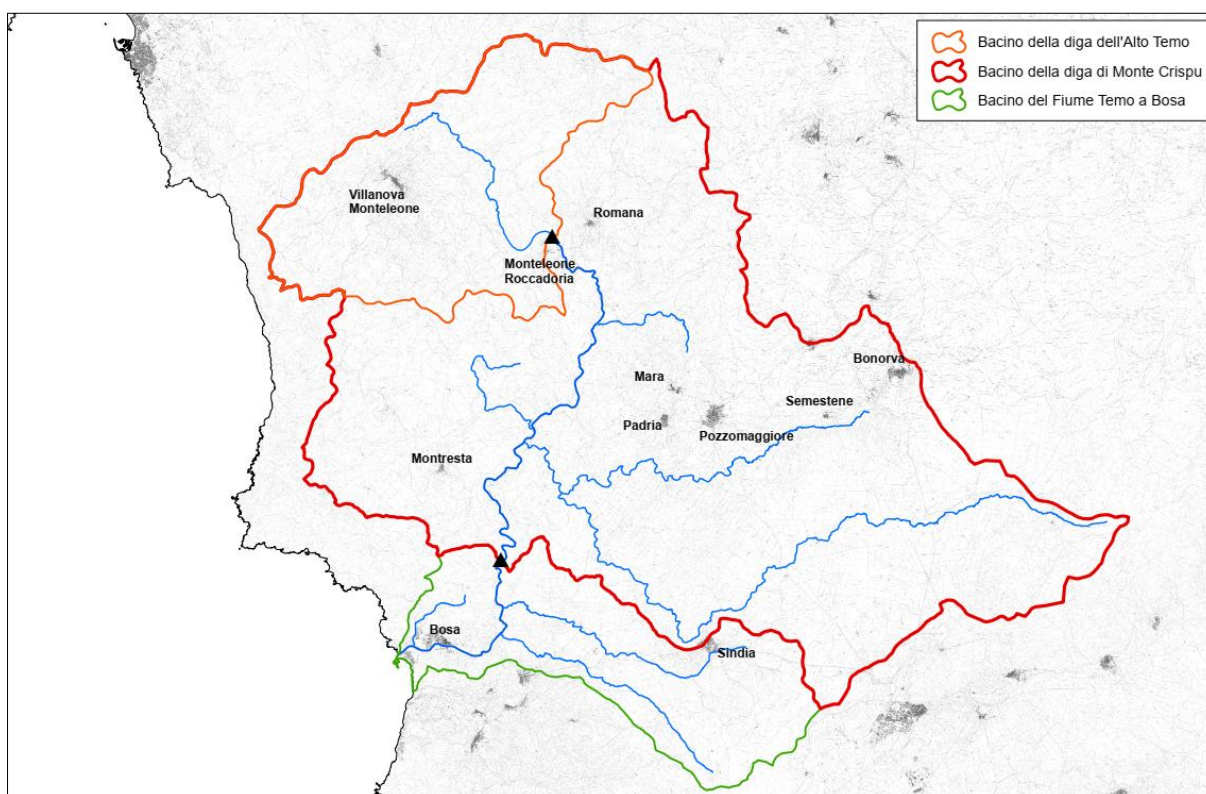 Bacino della diga dell'Alto Temo
Bacino della diga di Monte Crispu
Bacino del Fiume Temo a Bosa
Villanova
Monteleone
Romana
Monteleone
Roccadoria
Bonorva
Mara
Semestene
Padria
Pozzomaggiore
Montresta
Bosa
Sindia